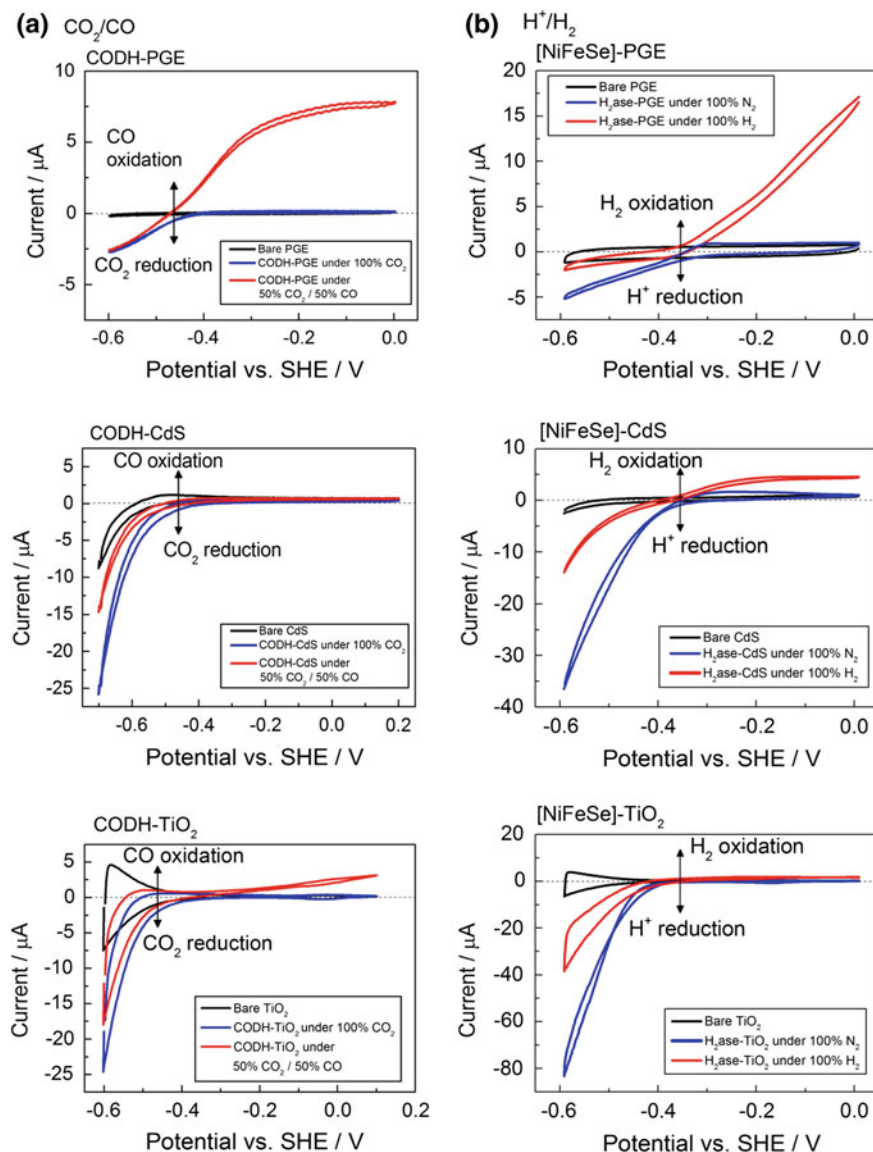 (a) CO₂/CO
CODH-PGE
10
5
0
-5
Current / μA
CO
oxidation
CO₂ reduction
Bare PGE
CODH-PGE under 100% CO₂
CODH-PGE under
50% CO₂ / 50% CO
-0.6 -0.4 -0.2 0.0
Potential vs. SHE / V
(b) H⁺/H₂
[NiFeSe]-PGE
20
15
10
5
0
-5
Current / μA
Bare PGE
H₂ase-PGE under 100% N₂
H₂ase-PGE under 100% H₂
H₂ oxidation
H⁺ reduction
-0.6 -0.4 -0.2 0.0
Potential vs. SHE / V
CODH-CdS
5
0
-5
-10
-15
-20
-25
Current / μA
CO oxidation
CO₂ reduction
Bare CdS
CODH-CdS under 100% CO₂
CODH-CdS under
50% CO₂ / 50% CO
-0.6 -0.4 -0.2 0.0 0.2
Potential vs. SHE / V
[NiFeSe]-CdS
10
0
-10
-20
-30
-40
Current / μA
H₂ oxidation
H⁺ reduction
Bare CdS
H₂ase-CdS under 100% N₂
H₂ase-CdS under 100% H₂
-0.6 -0.4 -0.2 0.0
Potential vs. SHE / V
CODH-TiO₂
5
0
-5
-10
-15
-20
-25
Current / μA
CO oxidation
CO₂ reduction
Bare TiO₂
CODH-TiO₂ under 100% CO₂
CODH-TiO₂ under
50% CO₂ / 50% CO
-0.6 -0.4 -0.2 0.0 0.2
Potential vs. SHE / V
[NiFeSe]-TiO₂
20
0
-20
-40
-60
-80
Current / μA
H₂ oxidation
H⁺ reduction
Bare TiO₂
H₂ase-TiO₂ under 100% N₂
H₂ase-TiO₂ under 100% H₂
-0.6 -0.4 -0.2 0.0
Potential vs. SHE / V